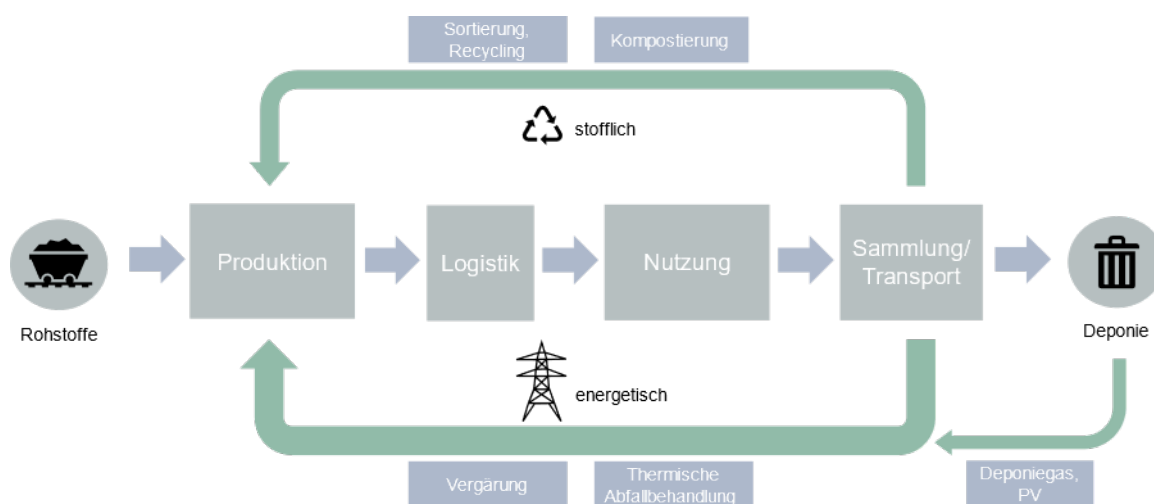 Sortierung,
Recycling
Kompostierung
stofflich
Produktion
Logistik
Nutzung
Sammlung/
Transport
Rohstoffe
Deponie
energetisch
Vergärung
Thermische
Abfallbehandlung
Deponiegas,
PV